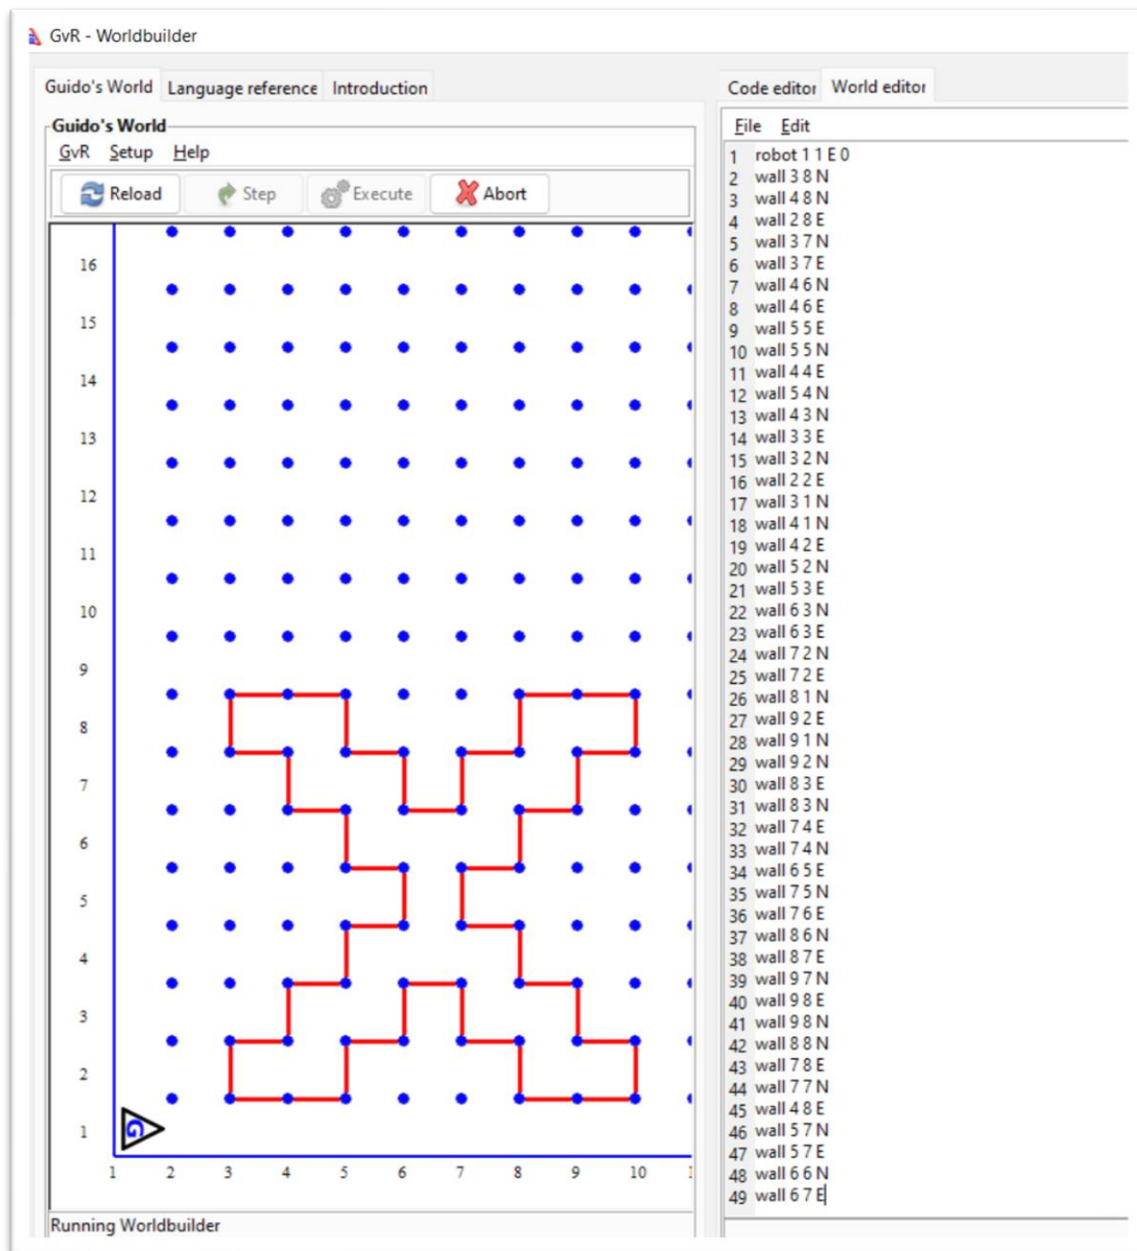 GvR - Worldbuilder
Guido's World Language reference Introduction
Guido's World
GvR Setup Help
Reload Step Execute Abort
16
15
14
13
12
11
10
9
8
7
6
5
4
3
2
1
G
1 2 3 4 5 6 7 8 9 10
Running Worldbuilder
Code editor World editor
File Edit
1 robot 1 1 E 0
2 wall 3 8 N
3 wall 4 8 N
4 wall 2 8 E
5 wall 3 7 N
6 wall 3 7 E
7 wall 4 6 N
8 wall 4 6 E
9 wall 5 5 E
10 wall 5 5 N
11 wall 4 4 E
12 wall 5 4 N
13 wall 4 3 N
14 wall 3 3 E
15 wall 3 2 N
16 wall 2 2 E
17 wall 3 1 N
18 wall 4 1 N
19 wall 4 2 E
20 wall 5 2 N
21 wall 5 3 E
22 wall 6 3 N
23 wall 6 3 E
24 wall 7 2 N
25 wall 7 2 E
26 wall 8 1 N
27 wall 9 2 E
28 wall 9 1 N
29 wall 9 2 N
30 wall 8 3 E
31 wall 8 3 N
32 wall 7 4 E
33 wall 7 4 N
34 wall 6 5 E
35 wall 7 5 N
36 wall 7 6 E
37 wall 8 6 N
38 wall 8 7 E
39 wall 9 7 N
40 wall 9 8 E
41 wall 9 8 N
42 wall 8 8 N
43 wall 7 8 E
44 wall 7 7 N
45 wall 4 8 E
46 wall 5 7 N
47 wall 5 7 E
48 wall 6 6 N
49 wall 6 7 E